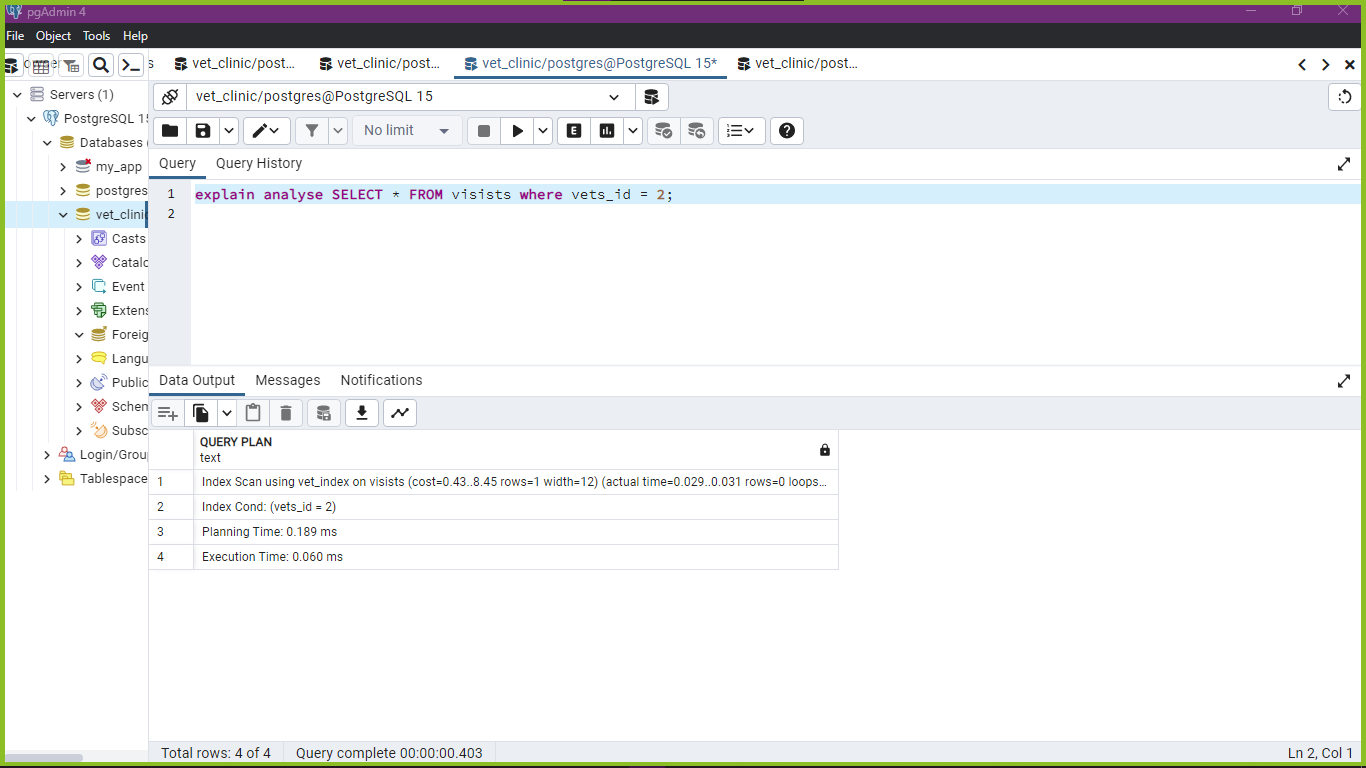 pgAdmin 4
File Object Tools Help
vet_clinic/post... vet_clinic/post... vet_clinic/postgres@PostgreSQL 15* vet_clinic/post...
Servers (1)
PostgreSQL 15
Databases (
my_app
postgres
vet_clinic
Casts
Catalo
Event
Extens
Foreig
Langu
Public
Schem
Subsc
Login/Grou
Tablespace
vet_clinic/postgres@PostgreSQL 15
No limit
E
Query Query History
1 explain analyse SELECT * FROM visists where vets_id = 2;
2
Data Output Messages Notifications
QUERY PLAN
text
1 Index Scan using vet_index on visists (cost=0.43..8.45 rows=1 width=12) (actual time=0.029..0.031 rows=0 loops...
2 Index Cond: (vets_id = 2)
3 Planning Time: 0.189 ms
4 Execution Time: 0.060 ms
Total rows: 4 of 4 Query complete 00:00:00.403 Ln 2, Col 1